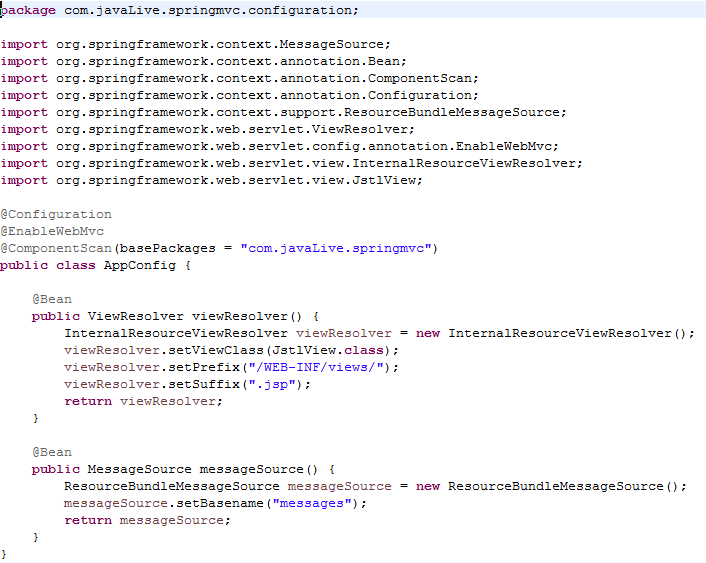 package com.javaLive.springmvc.configuration;
import org.springframework.context.MessageSource;
import org.springframework.context.annotation.Bean;
import org.springframework.context.annotation.ComponentScan;
import org.springframework.context.annotation.Configuration;
import org.springframework.context.support.ResourceBundleMessageSource;
import org.springframework.web.servlet.ViewResolver;
import org.springframework.web.servlet.config.annotation.EnableWebMvc;
import org.springframework.web.servlet.view.InternalResourceViewResolver;
import org.springframework.web.servlet.view.JstlView;
@Configuration
@EnableWebMvc
@ComponentScan(basePackages = "com.javaLive.springmvc")
public class AppConfig {
    @Bean
    public ViewResolver viewResolver() {
        InternalResourceViewResolver viewResolver = new InternalResourceViewResolver();
        viewResolver.setViewClass(JstlView.class);
        viewResolver.setPrefix("/WEB-INF/views/");
        viewResolver.setSuffix(".jsp");
        return viewResolver;
    }
    @Bean
    public MessageSource messageSource() {
        ResourceBundleMessageSource messageSource = new ResourceBundleMessageSource();
        messageSource.setBasename("messages");
        return messageSource;
    }
}